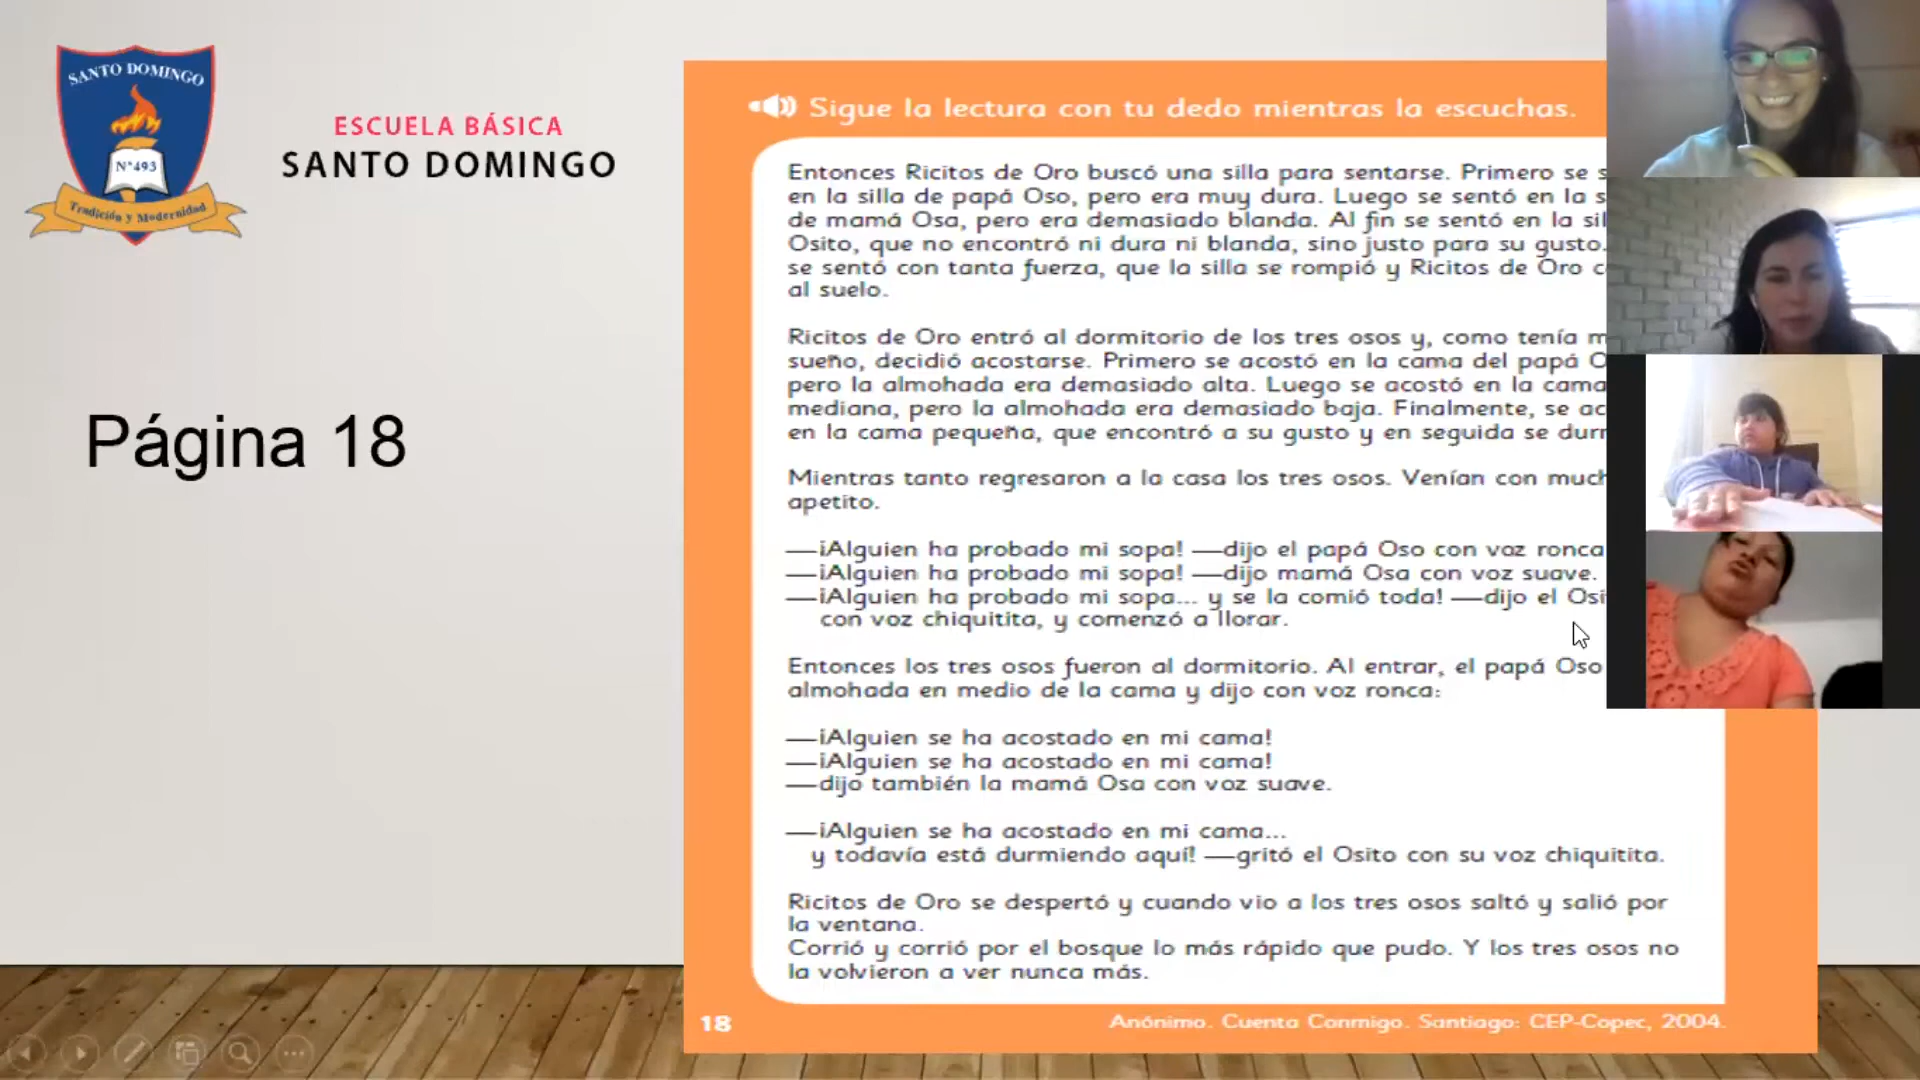 SANTO DOMINGO
N°493
Tradición y Modernidad
ESCUELA BÁSICA
SANTO DOMINGO
Página 18
Sigue la lectura con tu dedo mientras la escuchas.
Entonces Ricitos de Oro buscó una silla para sentarse. Primero se
en la silla de papá Oso, pero era muy dura. Luego se sentó en la
de mamá Osa, pero era demasiado blanda. Al fin se sentó en la
Osito, que no encontró ni dura ni blanda, sino justo para su gusto.
se sentó con tanta fuerza, que la silla se rompió y Ricitos de Oro
al suelo.
Ricitos de Oro entró al dormitorio de los tres osos y, como tenía
sueño, decidió acostarse. Primero se acostó en la cama del papá
pero la almohada era demasiado alta. Luego se acostó en la cama
mediana, pero la almohada era demasiado baja. Finalmente, se
en la cama pequeña, que encontró a su gusto y en seguida se
Mientras tanto regresaron a la casa los tres osos. Venían con
apetito.
—¡Alguien ha probado mi sopa! —dijo el papá Oso con voz ronca
—¡Alguien ha probado mi sopa! —dijo mamá Osa con voz suave.
—¡Alguien ha probado mi sopa... y se la comió toda! —dijo el
con voz chiquitita, y comenzó a llorar.
Entonces los tres osos fueron al dormitorio. Al entrar, el papá Oso
almohada en medio de la cama y dijo con voz ronca:
—¡Alguien se ha acostado en mi cama!
—¡Alguien se ha acostado en mi cama!
—dijo también la mamá Osa con voz suave.
—¡Alguien se ha acostado en mi cama...
y todavía está durmiendo aquí! —gritó el Osito con su voz chiquitita.
Ricitos de Oro se despertó y cuando vio a los tres osos saltó y salió por
la ventana.
Corrió y corrió por el bosque lo más rápido que pudo. Y los tres osos no
la volvieron a ver nunca más.
18
Anónimo. Cuenta Conmigo. Santiago: CEP-Copec, 2004.